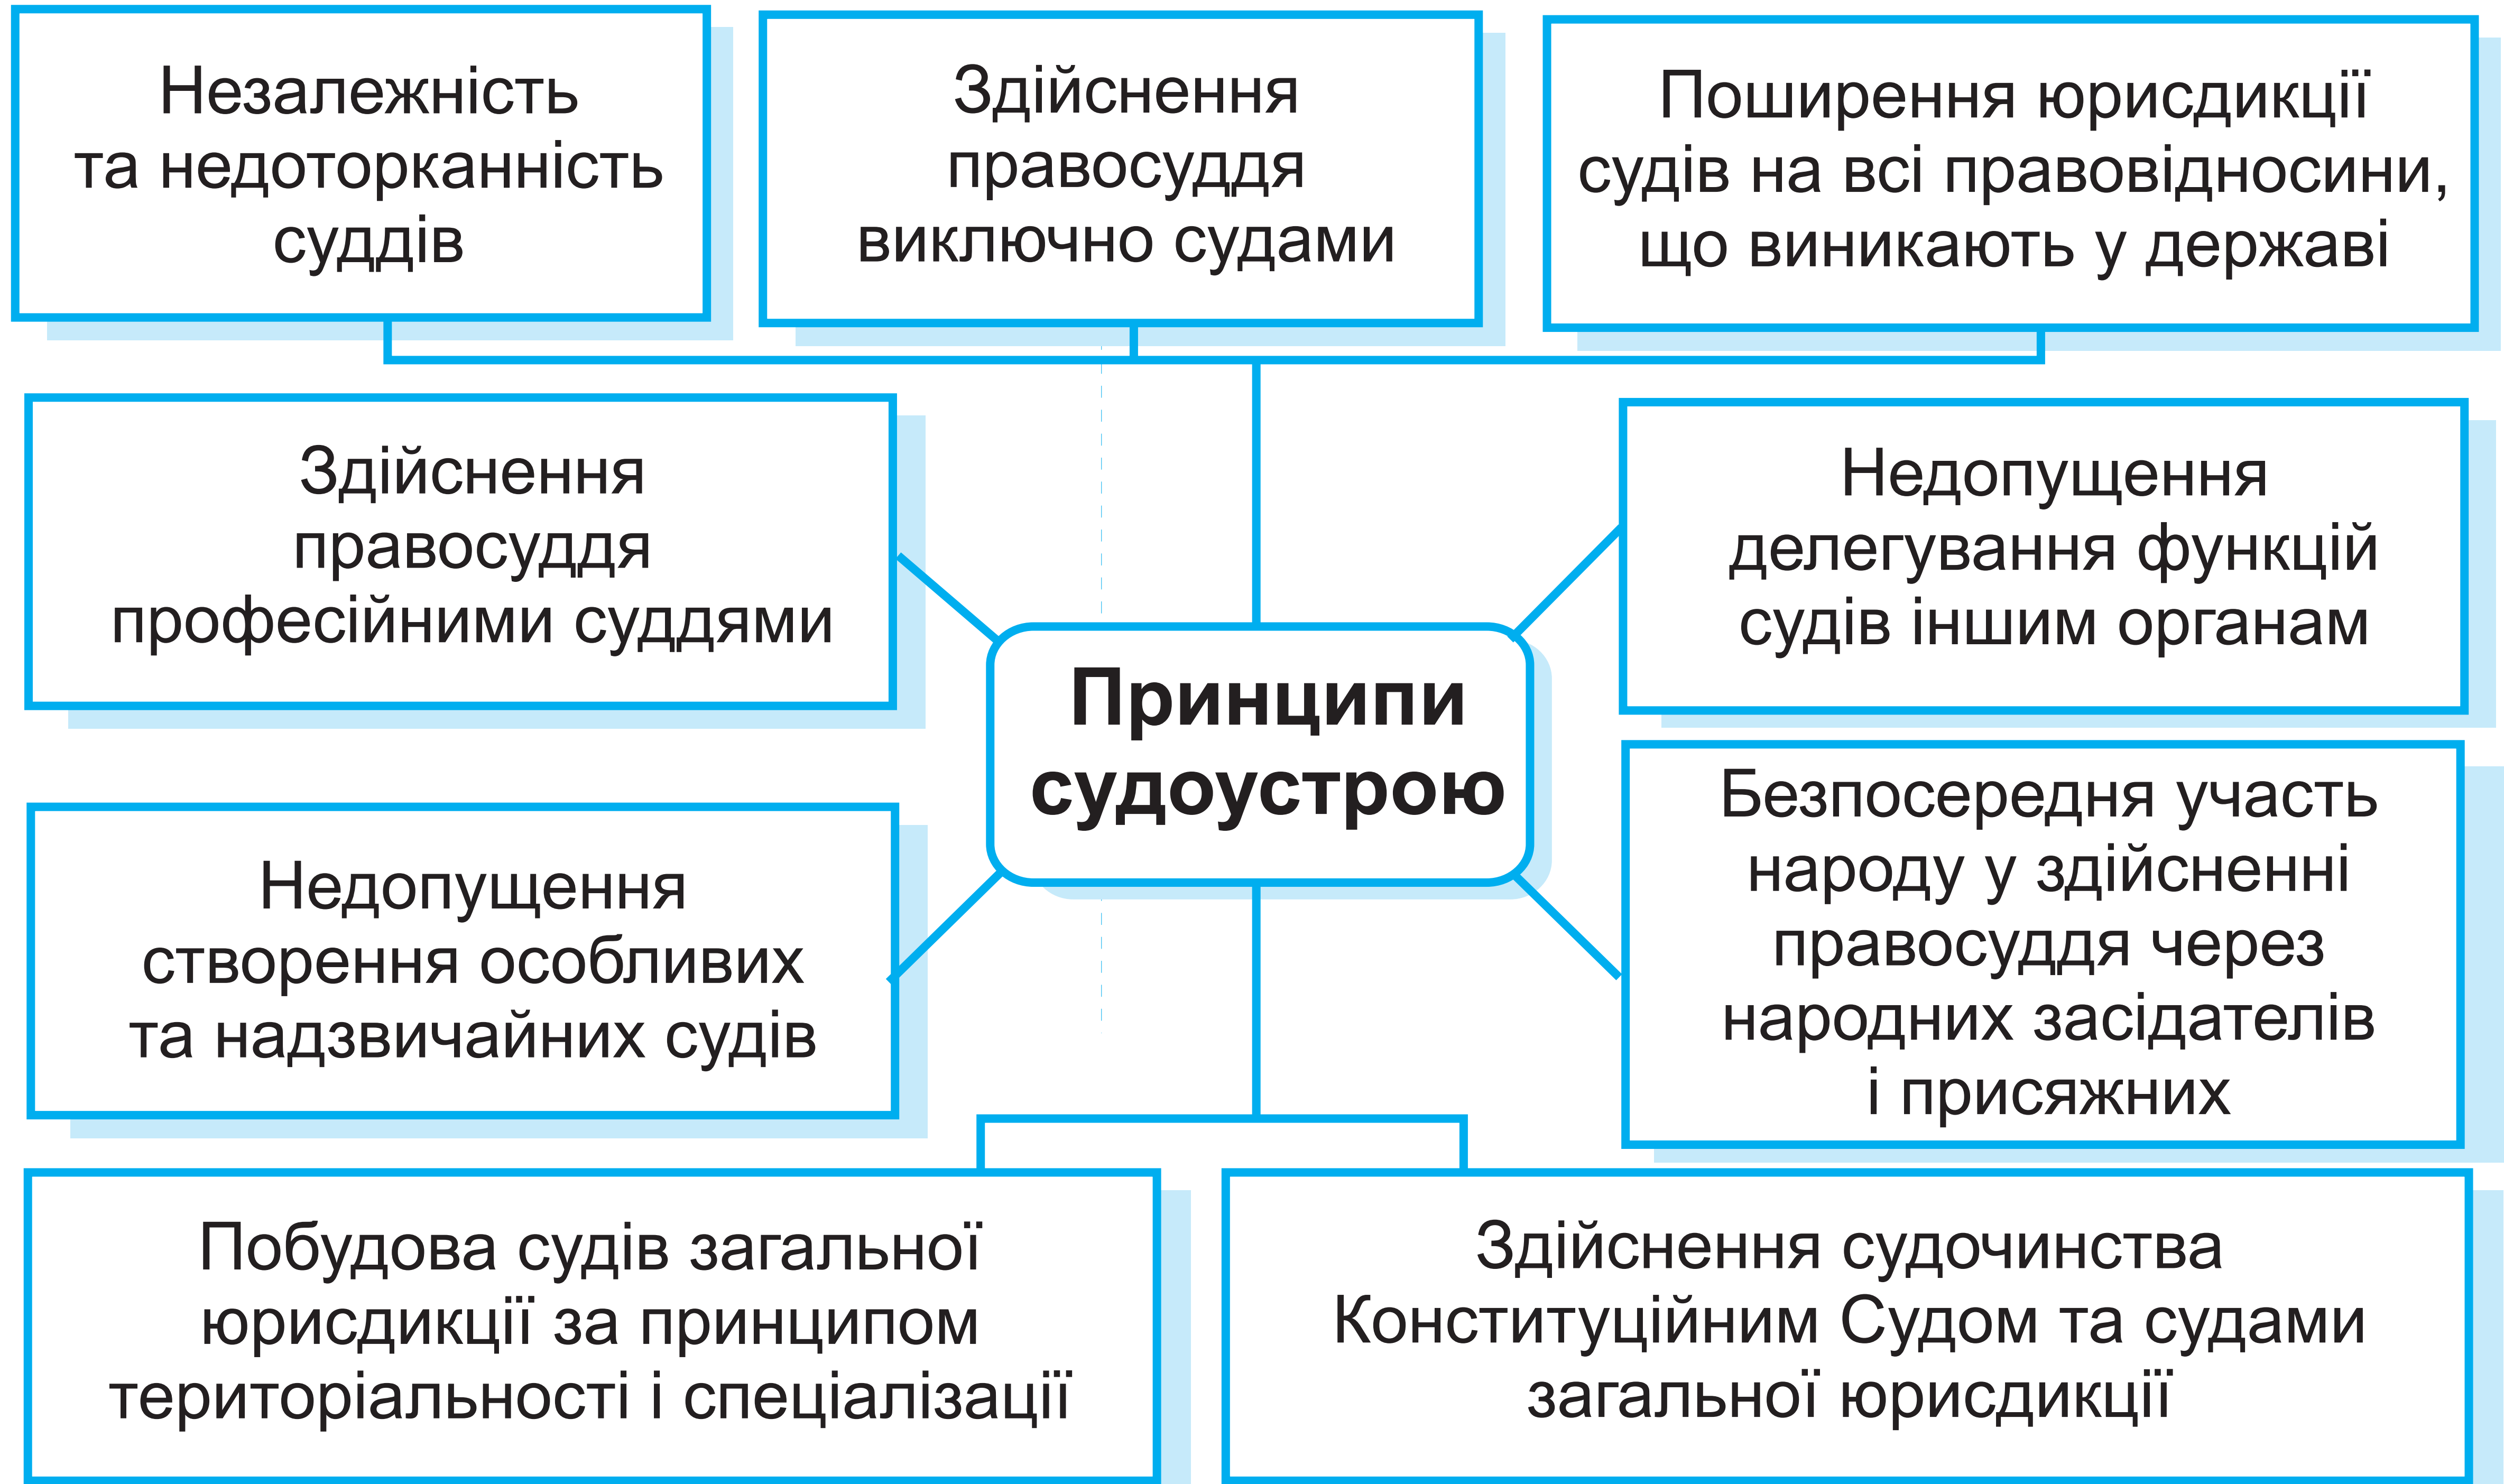 Незалежність
та недоторканність
суддів
Здійснення
правосуддя
виключно судами
Поширення юрисдикції
судів на всі правовідносини,
що виникають у державі
Здійснення
правосуддя
професійними суддями
Недопущення
делегування функцій
судів іншим органам
Принципи
судоустрою
Недопущення
створення особливих
та надзвичайних судів
Безпосередня участь
народу у здійсненні
правосуддя через
народних засідателів
і присяжних
Побудова судів загальної
юрисдикції за принципом
територіальності і спеціалізації
Здійснення судочинства
Конституційним Судом та судами
загальної юрисдикції